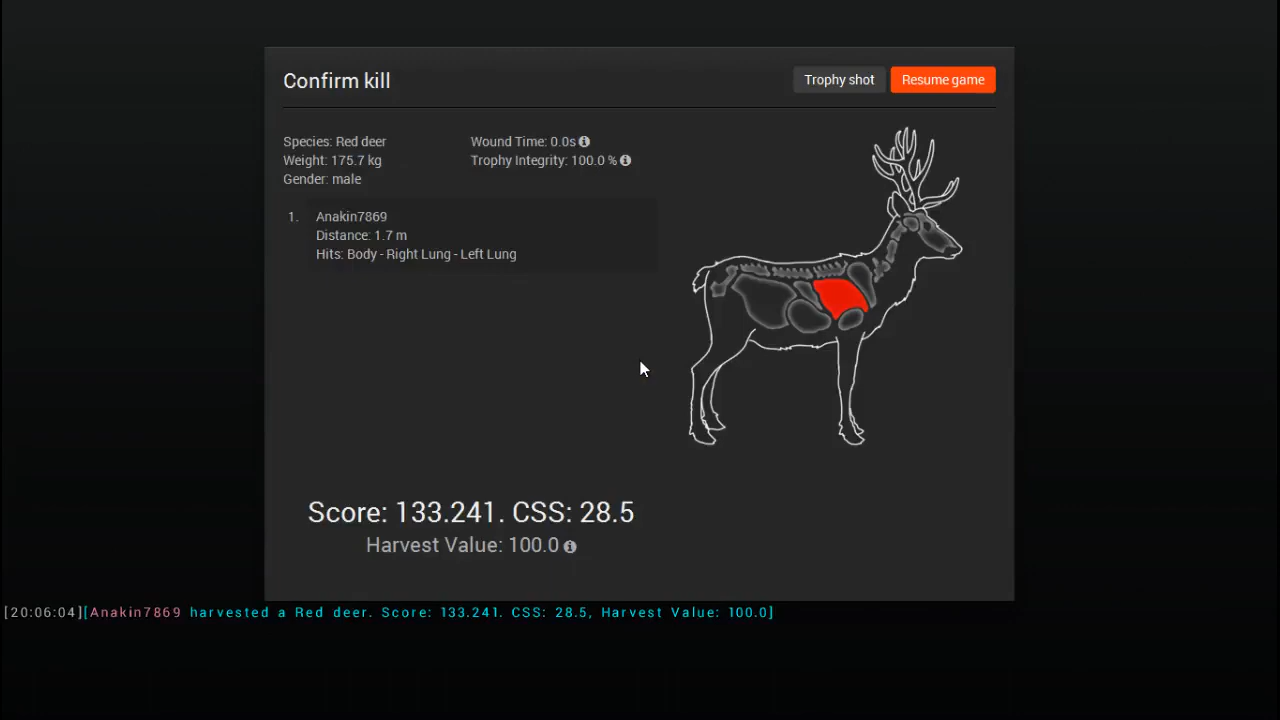 Confirm kill
Trophy shot
Resume game
Species: Red deer
Weight: 175.7 kg
Gender: male
Wound Time: 0.0s
Trophy Integrity: 100.0 %
1. Anakin7869
Distance: 1.7 m
Hits: Body - Right Lung - Left Lung
Score: 133.241. CSS: 28.5
Harvest Value: 100.0
[20:06:04][Anakin7869 harvested a Red deer. Score: 133.241. CSS: 28.5, Harvest Value: 100.0]